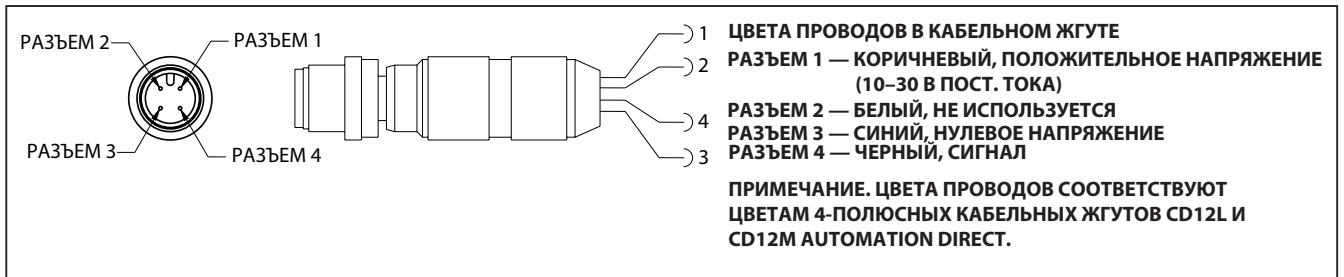 РАЗЪЕМ 2
РАЗЪЕМ 1
РАЗЪЕМ 3
РАЗЪЕМ 4
1
2
4
3
ЦВЕТА ПРОВОДОВ В КАБЕЛЬНОМ ЖГУТЕ
РАЗЪЕМ 1 — КОРИЧНЕВЫЙ, ПОЛОЖИТЕЛЬНОЕ НАПРЯЖЕНИЕ
(10–30 В ПОСТ. ТОКА)
РАЗЪЕМ 2 — БЕЛЫЙ, НЕ ИСПОЛЬЗУЕТСЯ
РАЗЪЕМ 3 — СИНИЙ, НУЛЕВОЕ НАПРЯЖЕНИЕ
РАЗЪЕМ 4 — ЧЕРНЫЙ, СИГНАЛ
ПРИМЕЧАНИЕ. ЦВЕТА ПРОВОДОВ СООТВЕТСТВУЮТ
ЦВЕТАМ 4-ПОЛЮСНЫХ КАБЕЛЬНЫХ ЖГУТОВ CD12L И
CD12M AUTOMATION DIRECT.